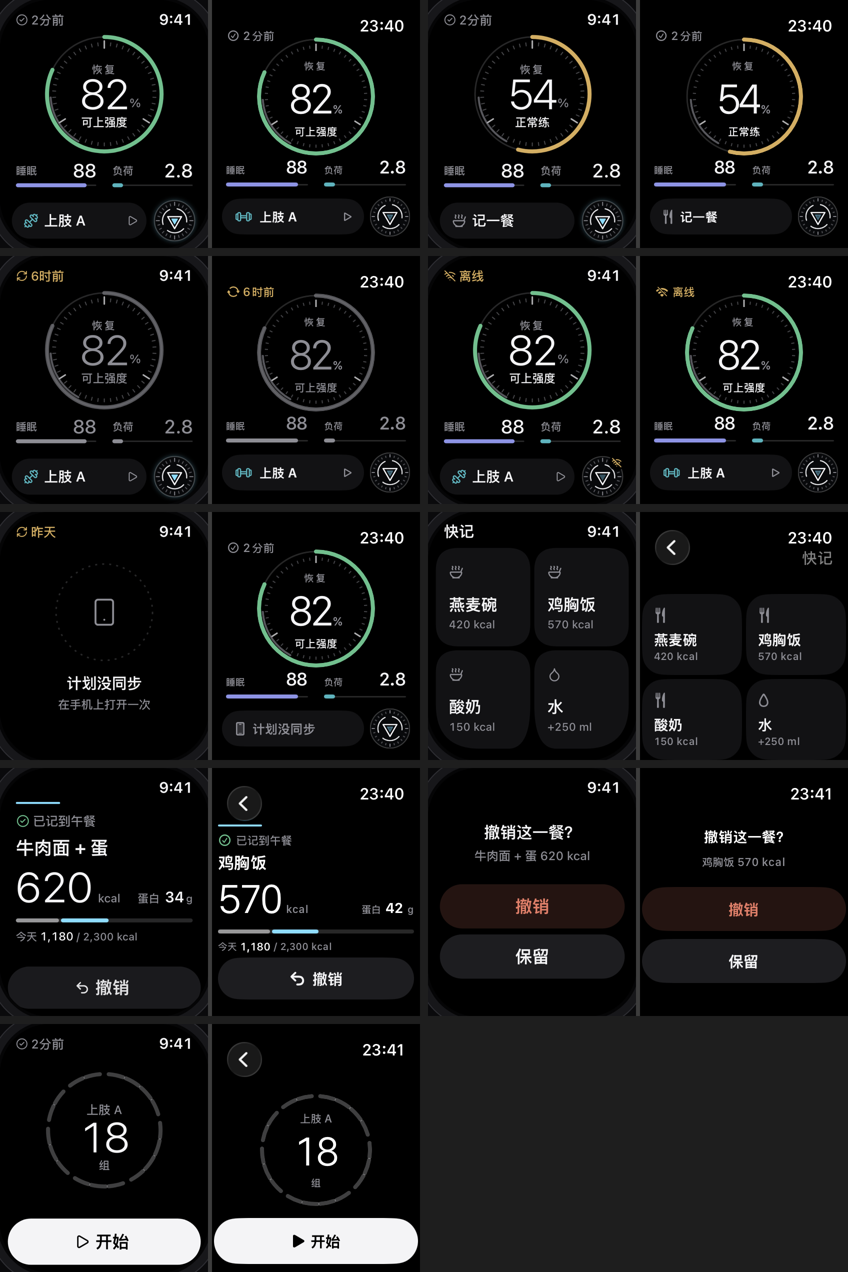 2分前 9:41
恢复
82%
可上强度
睡眠 88 负荷 2.8
上肢 A
23:40
2 分前
恢复
82%
可上强度
睡眠 88 负荷 2.8
上肢 A
2分前 9:41
恢复
54%
正常练
睡眠 88 负荷 2.8
记一餐
23:40
2 分前
恢复
54%
正常练
睡眠 88 负荷 2.8
记一餐
6时前 9:41
恢复
82%
可上强度
睡眠 88 负荷 2.8
上肢 A
23:40
6 时前
恢复
82%
可上强度
睡眠 88 负荷 2.8
上肢 A
离线 9:41
恢复
82%
可上强度
睡眠 88 负荷 2.8
上肢 A
23:40
离线
恢复
82%
可上强度
睡眠 88 负荷 2.8
上肢 A
昨天 9:41
计划没同步
在手机上打开一次
23:40
2 分前
恢复
82%
可上强度
睡眠 88 负荷 2.8
计划没同步
快记 9:41
燕麦碗 鸡胸饭
420 kcal 570 kcal
酸奶 水
150 kcal +250 ml
23:40
快记
燕麦碗 鸡胸饭
420 kcal 570 kcal
酸奶 水
150 kcal +250 ml
9:41
已记到午餐
牛肉面 + 蛋
620 kcal 蛋白 34 g
今天 1,180 / 2,300 kcal
撤销
23:40
已记到午餐
鸡胸饭
570 kcal 蛋白 42 g
今天 1,180 / 2,300 kcal
撤销
9:41
撤销这一餐?
牛肉面 + 蛋 620 kcal
撤销
保留
23:41
撤销这一餐?
鸡胸饭 570 kcal
撤销
保留
2分前 9:41
上肢 A
18
组
开始
23:41
上肢 A
18
组
开始